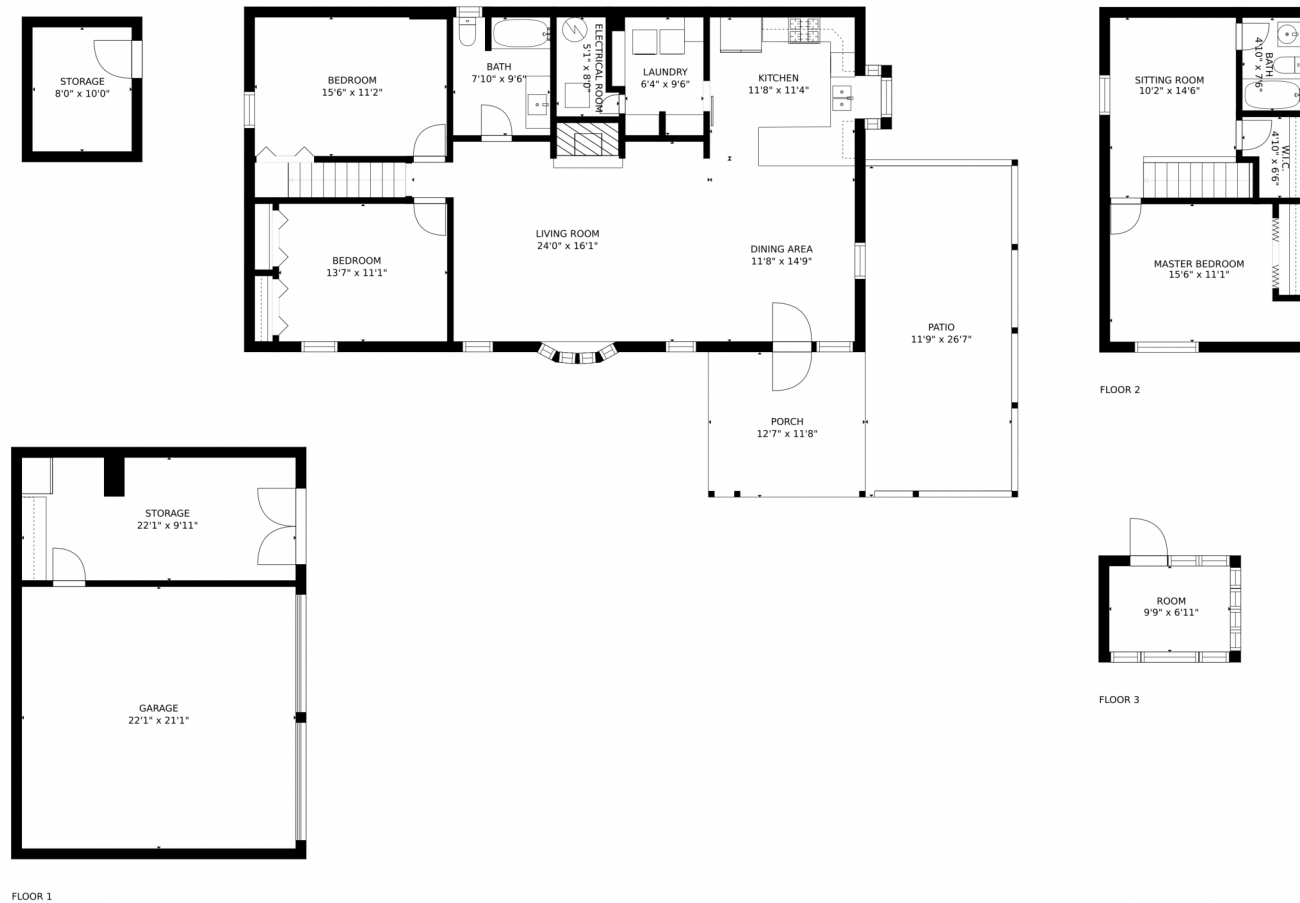 STORAGE
8'0" x 10'0"
BEDROOM
15'6" x 11'2"
BATH
7'10" x 9'6"
ELECTRICAL ROOM
5'1" x 8'0"
LAUNDRY
6'4" x 9'6"
KITCHEN
11'8" x 11'4"
BEDROOM
13'7" x 11'1"
LIVING ROOM
24'0" x 16'1"
DINING AREA
11'8" x 14'9"
PATIO
11'9" x 26'7"
PORCH
12'7" x 11'8"
STORAGE
22'1" x 9'11"
GARAGE
22'1" x 21'1"
FLOOR 1
SITTING ROOM
10'2" x 14'6"
BATH
4'10" x 7'6"
W.I.C.
4'10" x 6'6"
MASTER BEDROOM
15'6" x 11'1"
FLOOR 2
ROOM
9'9" x 6'11"
FLOOR 3